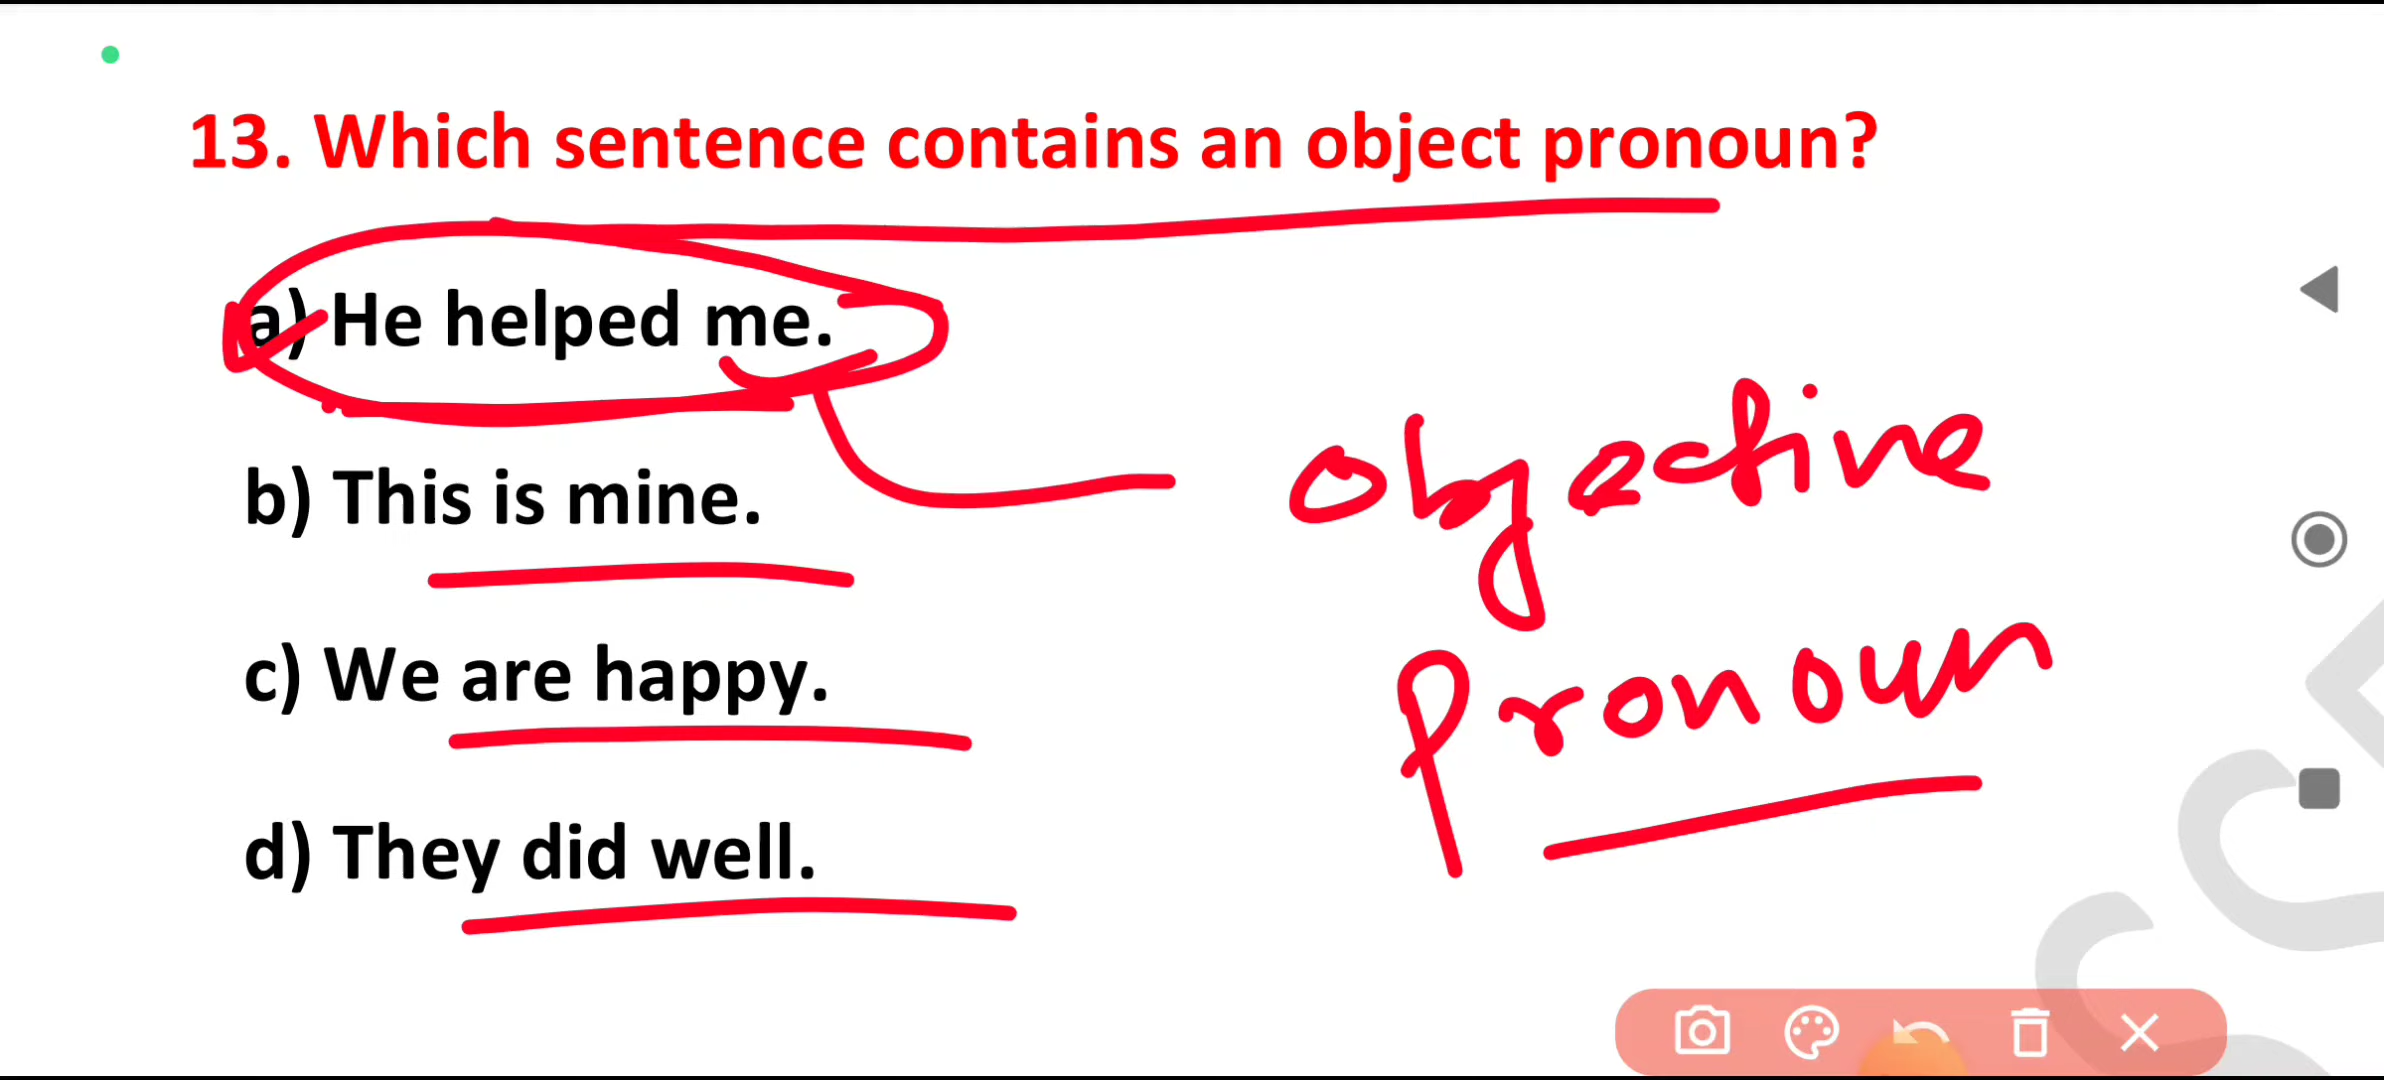 13. Which sentence contains an object pronoun?
a) He helped me.
b) This is mine.
c) We are happy.
d) They did well.
objective
pronoun